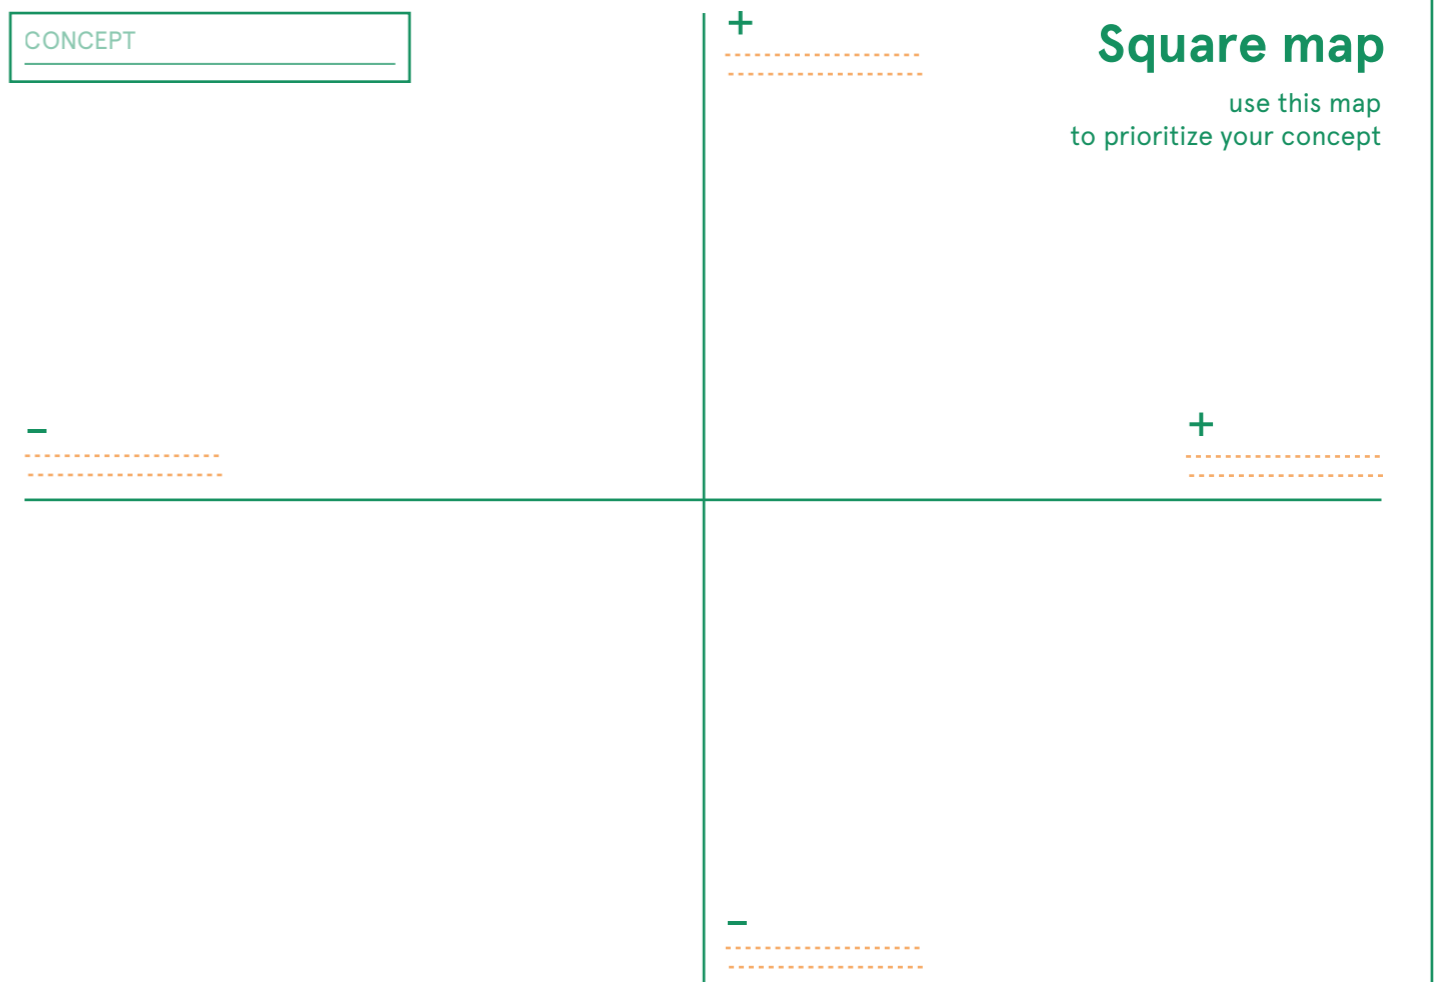 CONCEPT
+
Square map
use this map
to prioritize your concept
–
+
–